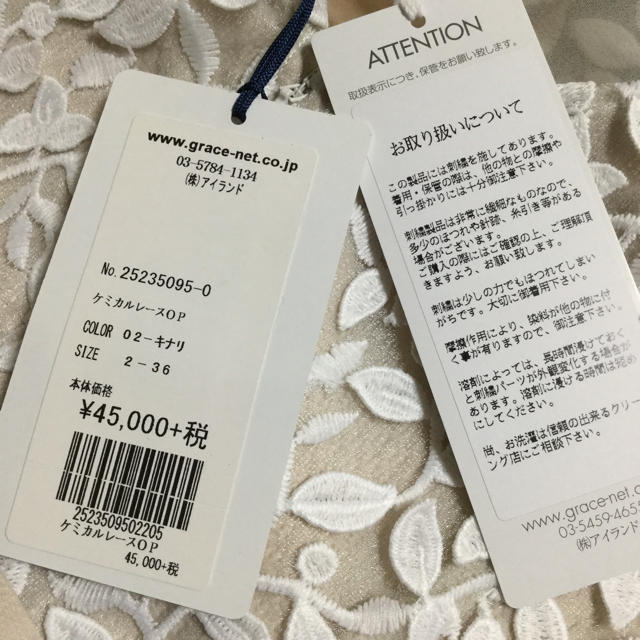 www.grace-net.co.jp
03-5784-1134
(株)アイランド
No.25235095-0
ケミカルレースOP
COLOR 02-キナリ
SIZE 2-36
本体価格
¥45,000+税
2523509502205
ケミカルレースOP
45,000+税
ATTENTION
取扱表示につき、保管をお願い致します。
お取り扱いについて
この製品には刺繍を施してあります。
着用・保管の際は、他の物との摩擦や
引っ掛かりには十分御注意下さい。
刺繍製品は非常に繊細なものなので、
多少のほつれや針跡、糸引き等がある
場合がございます。
ご購入の際にはご確認の上、ご理解頂
きますよう、お願い致します。
刺繍は少しの力でもほつれてしまい
がちです。大切に御着用下さい。
摩擦作用により、染料が他の物に付
く事が有りますので、御注意下さい。
溶剤によっては、長時間浸けておく
と刺繍パーツが外観変化する場合が
あります。溶剤に浸ける時間は短め
にしてください。
尚、お洗濯は信頼の出来るクリー
ング店にご相談下さい。
www.grace-net.co
03-5459-465
(株)アイランド